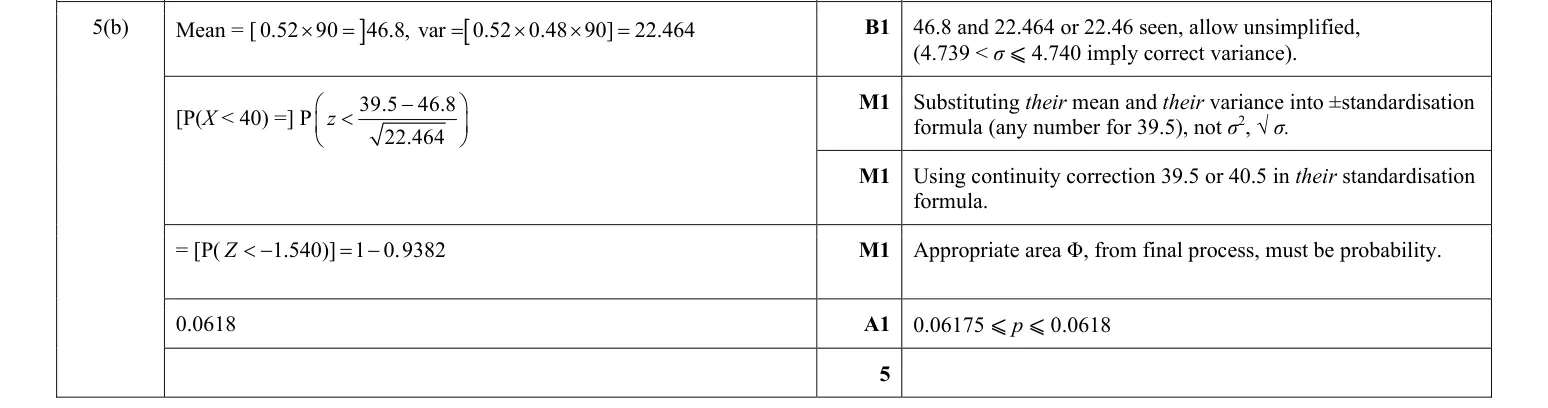 5(b)
Mean = [ 0.52 × 90 = ]46.8, var =[ 0.52 × 0.48 × 90] = 22.464
B1
46.8 and 22.464 or 22.46 seen, allow unsimplified,
(4.739 < σ ⩽ 4.740 imply correct variance).
[P(X < 40) =] P( z < (39.5 − 46.8)/√22.464 )
M1
Substituting their mean and their variance into ±standardisation
formula (any number for 39.5), not σ², √σ.
M1
Using continuity correction 39.5 or 40.5 in their standardisation
formula.
= [P( Z < −1.540)] = 1 − 0.9382
M1
Appropriate area Φ, from final process, must be probability.
0.0618
A1
0.06175 ⩽ p ⩽ 0.0618
5